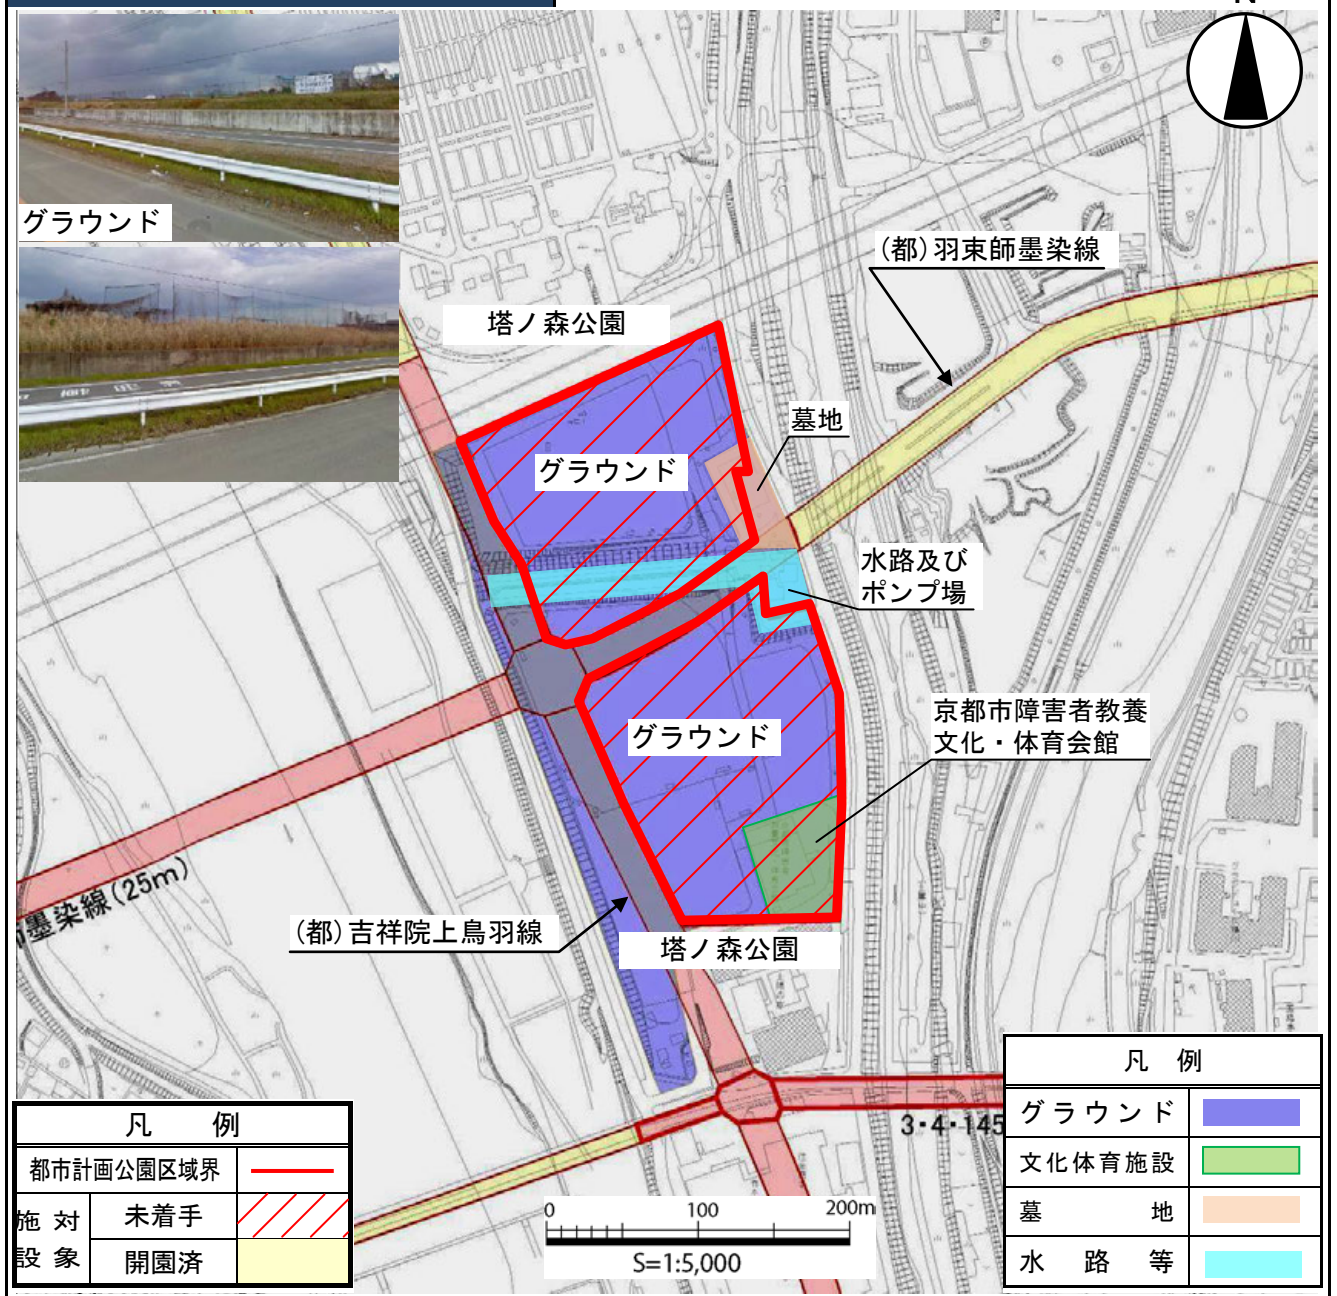 N
グラウンド
(都)羽束師墨染線
塔ノ森公園
墓地
グラウンド
水路及び
ポンプ場
京都市障害者教養
文化・体育会館
グラウンド
墨染線(25m)
(都)吉祥院上鳥羽線
塔ノ森公園
3・4・145
凡 例
都市計画公園区域界
施設 対象
未着手
開園済
0 100 200m
S=1:5,000
凡 例
グラウンド
文化体育施設
墓 地
水 路 等